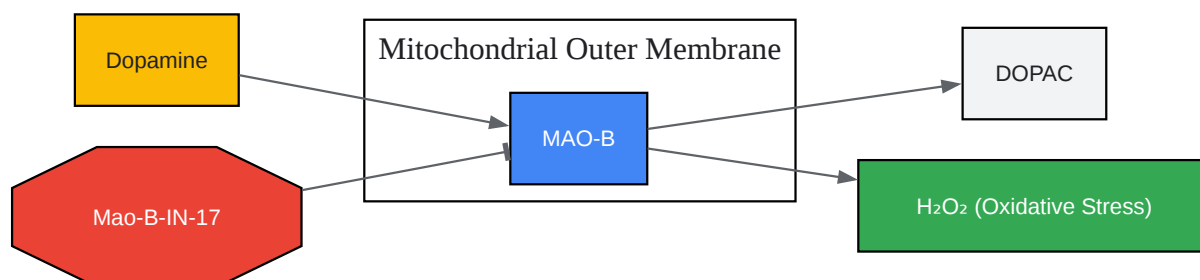 Dopamine
Mitochondrial Outer Membrane
DOPAC
MAO-B
Mao-B-IN-17
H₂O₂ (Oxidative Stress)